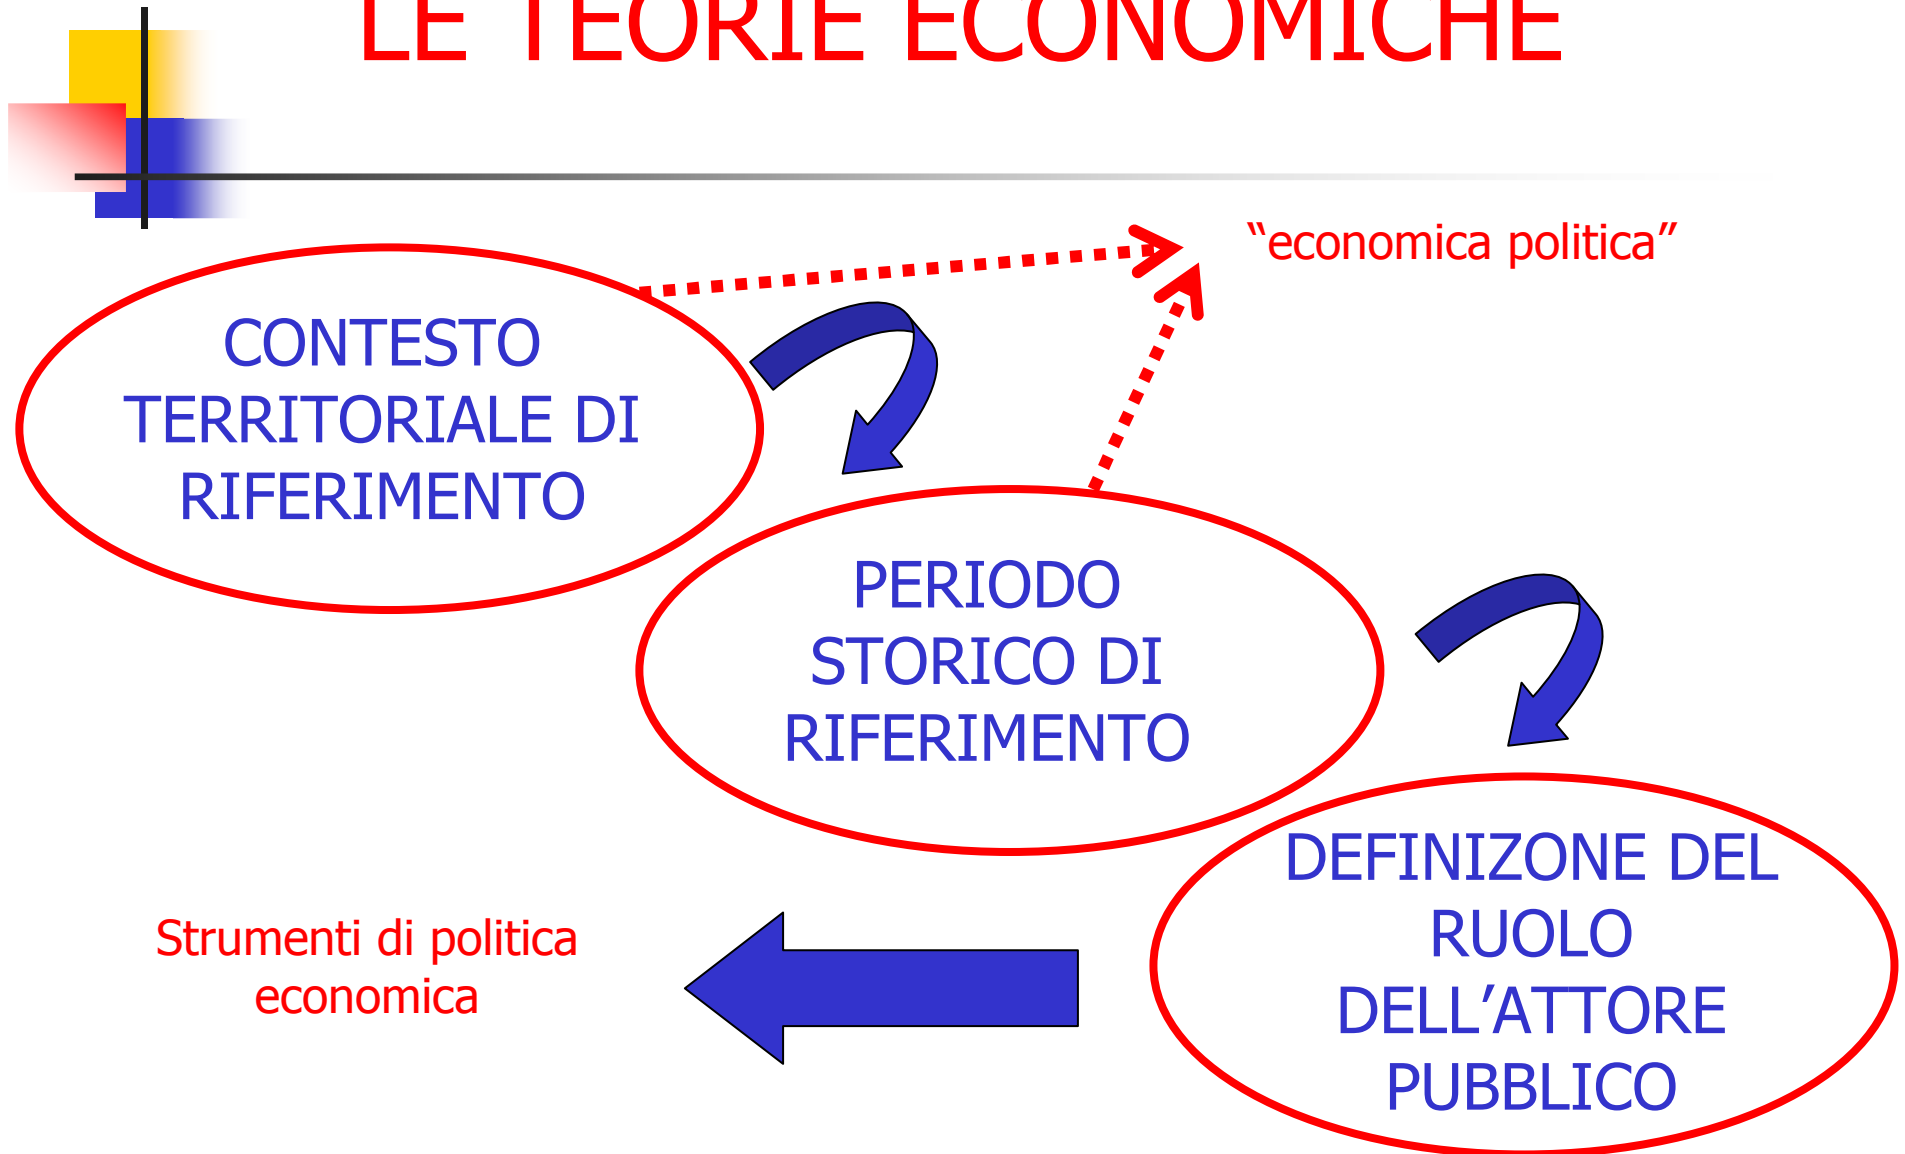 LE TEORIE ECONOMICHE
“economica politica”
CONTESTO
TERRITORIALE DI
RIFERIMENTO
PERIODO
STORICO DI
RIFERIMENTO
DEFINIZONE DEL
RUOLO
DELL’ATTORE
PUBBLICO
Strumenti di politica
economica